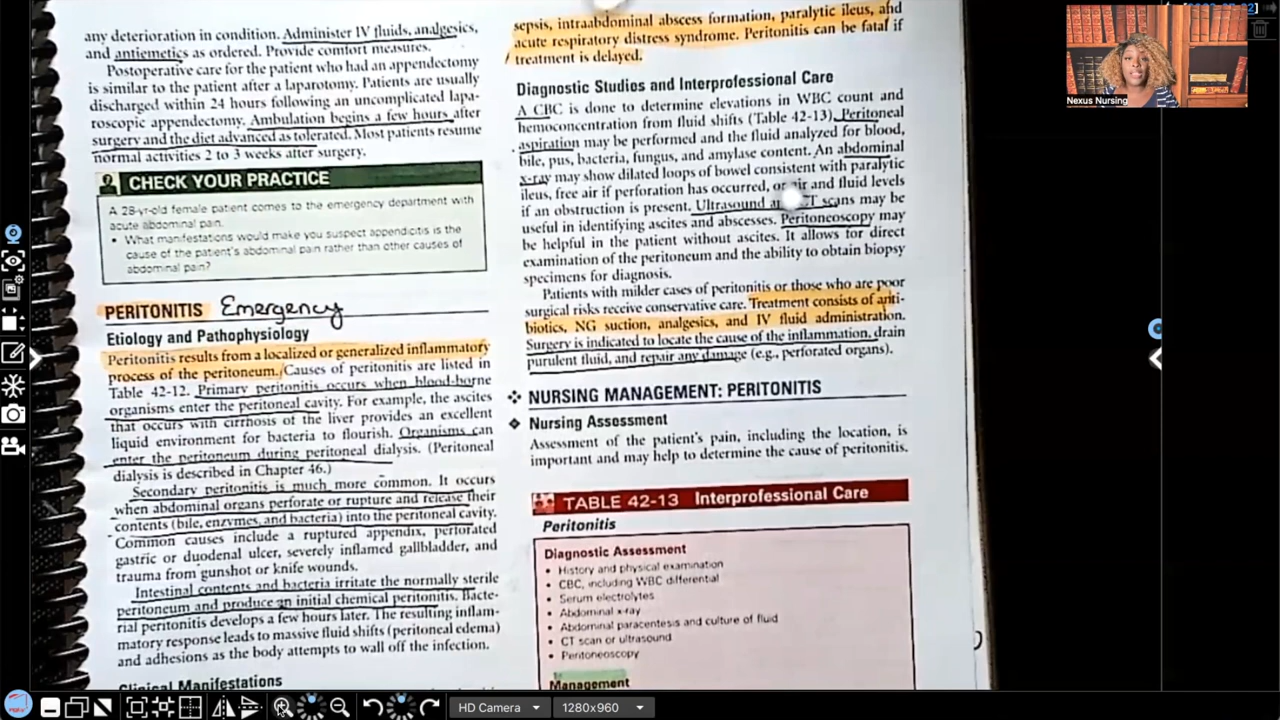 any deterioration in condition. Administer IV fluids, analgesics,
and antiemetics as ordered. Provide comfort measures.
Postoperative care for the patient who had an appendectomy
is similar to the patient after a laparotomy. Patients are usually
discharged within 24 hours following an uncomplicated lapa-
roscopic appendectomy. Ambulation begins a few hours after
surgery and the diet advanced as tolerated. Most patients resume
normal activities 2 to 3 weeks after surgery.
CHECK YOUR PRACTICE
A 28-yr-old female patient comes to the emergency department with
acute abdominal pain.
• What manifestations would make you suspect appendicitis is the
cause of the patient's abdominal pain rather than other causes of
abdominal pain?
PERITONITIS Emergency
Etiology and Pathophysiology
Peritonitis results from a localized or generalized inflammatory
process of the peritoneum. Causes of peritonitis are listed in
Table 42-12. Primary peritonitis occurs when blood-borne
organisms enter the peritoneal cavity. For example, the ascites
that occurs with cirrhosis of the liver provides an excellent
liquid environment for bacteria to flourish. Organisms can
enter the peritoneum during peritoneal dialysis. (Peritoneal
dialysis is described in Chapter 46.)
Secondary peritonitis is much more common. It occurs
when abdominal organs perforate or rupture and release their
contents (bile, enzymes, and bacteria) into the peritoneal cavity.
Common causes include a ruptured appendix, perforated
gastric or duodenal ulcer, severely inflamed gallbladder, and
trauma from gunshot or knife wounds.
Intestinal contents and bacteria irritate the normally sterile
peritoneum and produce an initial chemical peritonitis. Bacte-
rial peritonitis develops a few hours later. The resulting inflam-
matory response leads to massive fluid shifts (peritoneal edema)
and adhesions as the body attempts to wall off the infection.
Clinical Manifestations
sepsis, intraabdominal abscess formation, paralytic ileus, and
acute respiratory distress syndrome. Peritonitis can be fatal if
treatment is delayed.
Diagnostic Studies and Interprofessional Care
A CBC is done to determine elevations in WBC count and
hemoconcentration from fluid shifts (Table 42-13). Peritoneal
aspiration may be performed and the fluid analyzed for blood,
bile, pus, bacteria, fungus, and amylase content. An abdominal
x-ray may show dilated loops of bowel consistent with paralytic
ileus, free air if perforation has occurred, or air and fluid levels
if an obstruction is present. Ultrasound CT scans may be
useful in identifying ascites and abscesses. Peritoneoscopy may
be helpful in the patient without ascites. It allows for direct
examination of the peritoneum and the ability to obtain biopsy
specimens for diagnosis.
Patients with milder cases of peritonitis or those who are poor
surgical risks receive conservative care. Treatment consists of anti-
biotics, NG suction, analgesics, and IV fluid administration.
Surgery is indicated to locate the cause of the inflammation, drain
purulent fluid, and repair any damage (e.g., perforated organs).
NURSING MANAGEMENT: PERITONITIS
Nursing Assessment
Assessment of the patient's pain, including the location, is
important and may help to determine the cause of peritonitis.
TABLE 42-13 Interprofessional Care
Peritonitis
Diagnostic Assessment
• History and physical examination
• CBC, including WBC differential
• Serum electrolytes
• Abdominal x-ray
• Abdominal paracentesis and culture of fluid
• CT scan or ultrasound
• Peritoneoscopy
Management
Nexus Nursing
HD Camera
1280x960